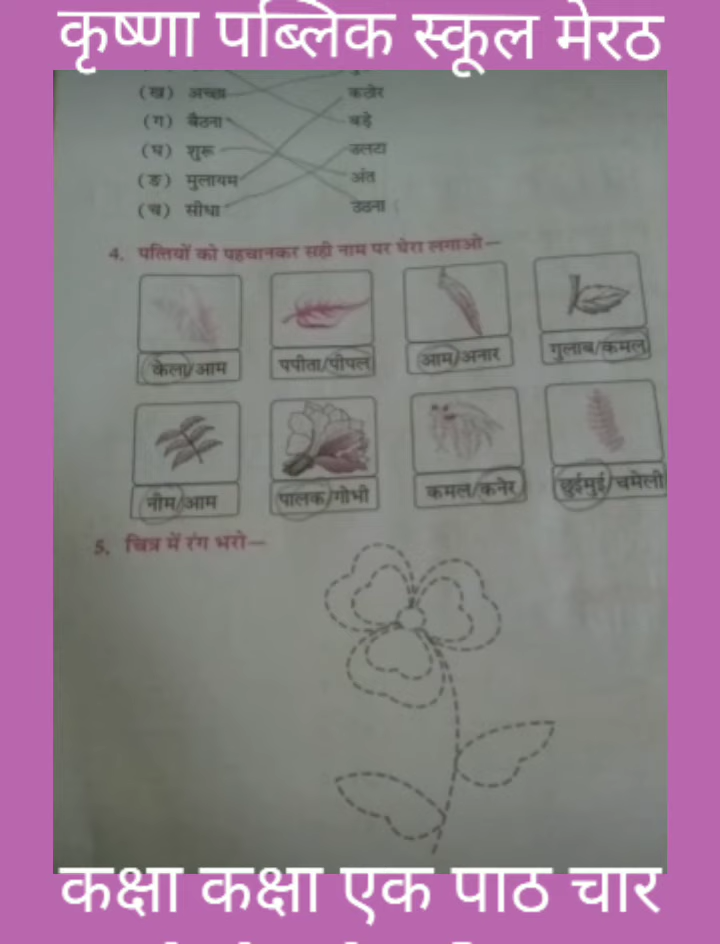 कृष्णा पब्लिक स्कूल मेरठ
(ख) अच्छा कठोर
(ग) बैठना बड़े
(घ) शुरू उलटा
(ङ) मुलायम अंत
(च) सीधा उठना
4. पत्तियों को पहचानकर सही नाम पर घेरा लगाओ—
केला/आम पपीता/पीपल आम/अनार गुलाब/कमल
नीम/आम पालक/गोभी कमल/कनेर छुईमुई/चमेली
5. चित्र में रंग भरो—
कक्षा कक्षा एक पाठ चार